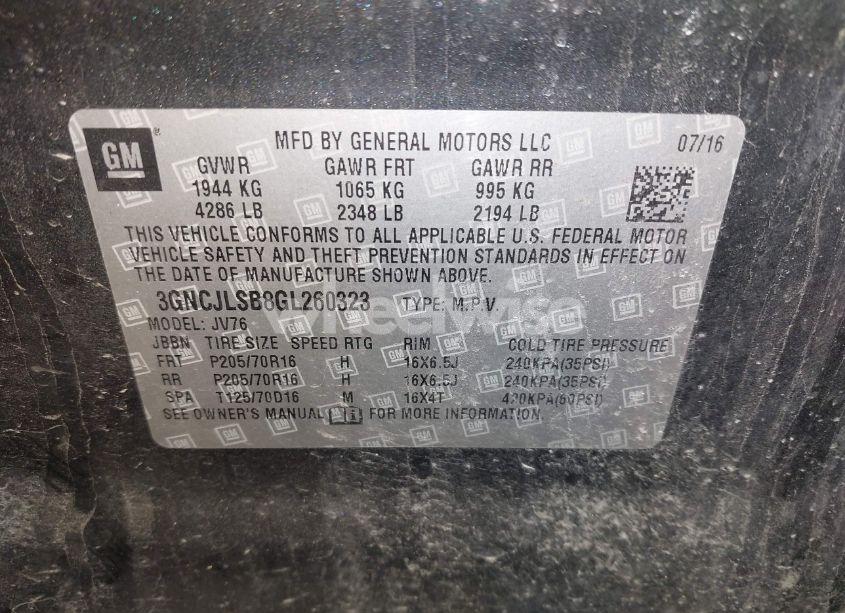 GM
MFD BY GENERAL MOTORS LLC 07/16
GVWR GAWR FRT GAWR RR
1944 KG 1065 KG 995 KG
4286 LB 2348 LB 2194 LB
THIS VEHICLE CONFORMS TO ALL APPLICABLE U.S. FEDERAL MOTOR
VEHICLE SAFETY AND THEFT PREVENTION STANDARDS IN EFFECT ON
THE DATE OF MANUFACTURE SHOWN ABOVE.
3GNCJLSB8GL260323 TYPE: M.P.V.
MODEL: JV76
JBBN TIRE SIZE SPEED RTG RIM COLD TIRE PRESSURE
FRT P205/70R16 H 16X6.5J 240KPA(35PSI)
RR P205/70R16 H 16X6.5J 240KPA(35PSI)
SPA T125/70D16 M 16X4T 420KPA(60PSI)
SEE OWNER'S MANUAL FOR MORE INFORMATION.